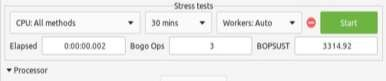 Stress tests
CPU: All methods 30 mins Workers: Auto Start
Elapsed 0:00:00.002 Bogo Ops 3 BOPSUST 3314.92
Processor